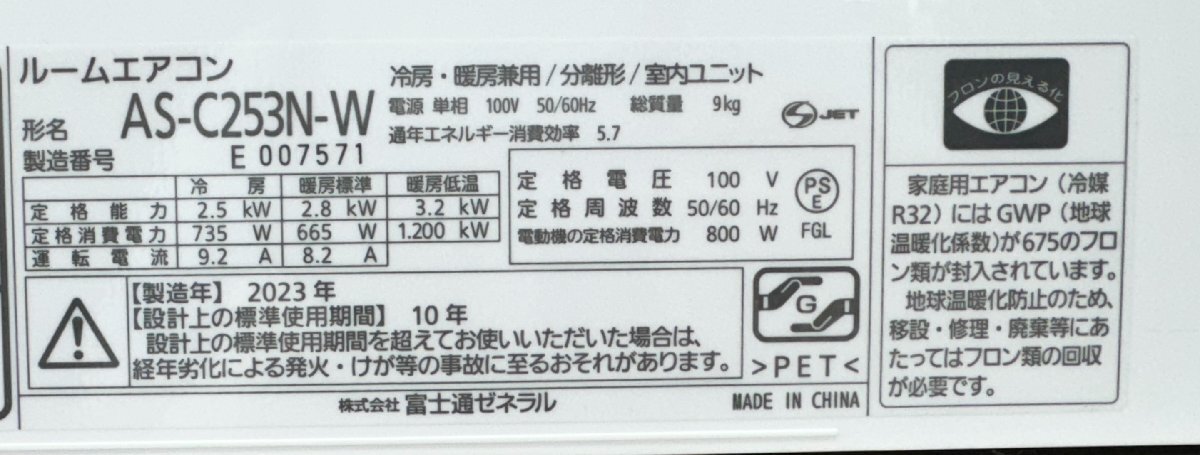 ルームエアコン
形名 AS-C253N-W
製造番号 E 007571
冷房・暖房兼用/分離形/室内ユニット
電源 単相 100V 50/60Hz 総質量 9kg
通年エネルギー消費効率 5.7
S JET
冷房 暖房標準 暖房低温
定格能力 2.5 kW 2.8 kW 3.2 kW
定格消費電力 735 W 665 W 1.200 kW
運転電流 9.2 A 8.2 A
定格電圧 100 V
定格周波数 50/60 Hz
電動機の定格消費電力 800 W
PS
E
FGL
【製造年】 2023 年
【設計上の標準使用期間】 10 年
設計上の標準使用期間を超えてお使いいただいた場合は、
経年劣化による発火・けが等の事故に至るおそれがあります。
G
>PET<
株式会社 富士通ゼネラル MADE IN CHINA
フロンの見える化
家庭用エアコン(冷媒
R32)にはGWP(地球
温暖化係数)が675のフロ
ン類が封入されています。
地球温暖化防止のため、
移設・修理・廃棄等にあ
たってはフロン類の回収
が必要です。